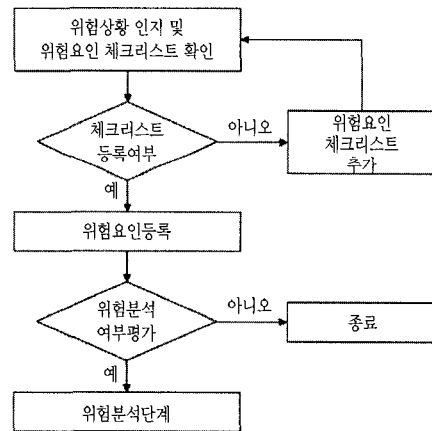 위험상황 인지 및
위험요인 체크리스트 확인
체크리스트
등록여부
아니오
위험요인
체크리스트
추가
예
위험요인등록
위험분석
여부평가
아니오
종료
예
위험분석단계